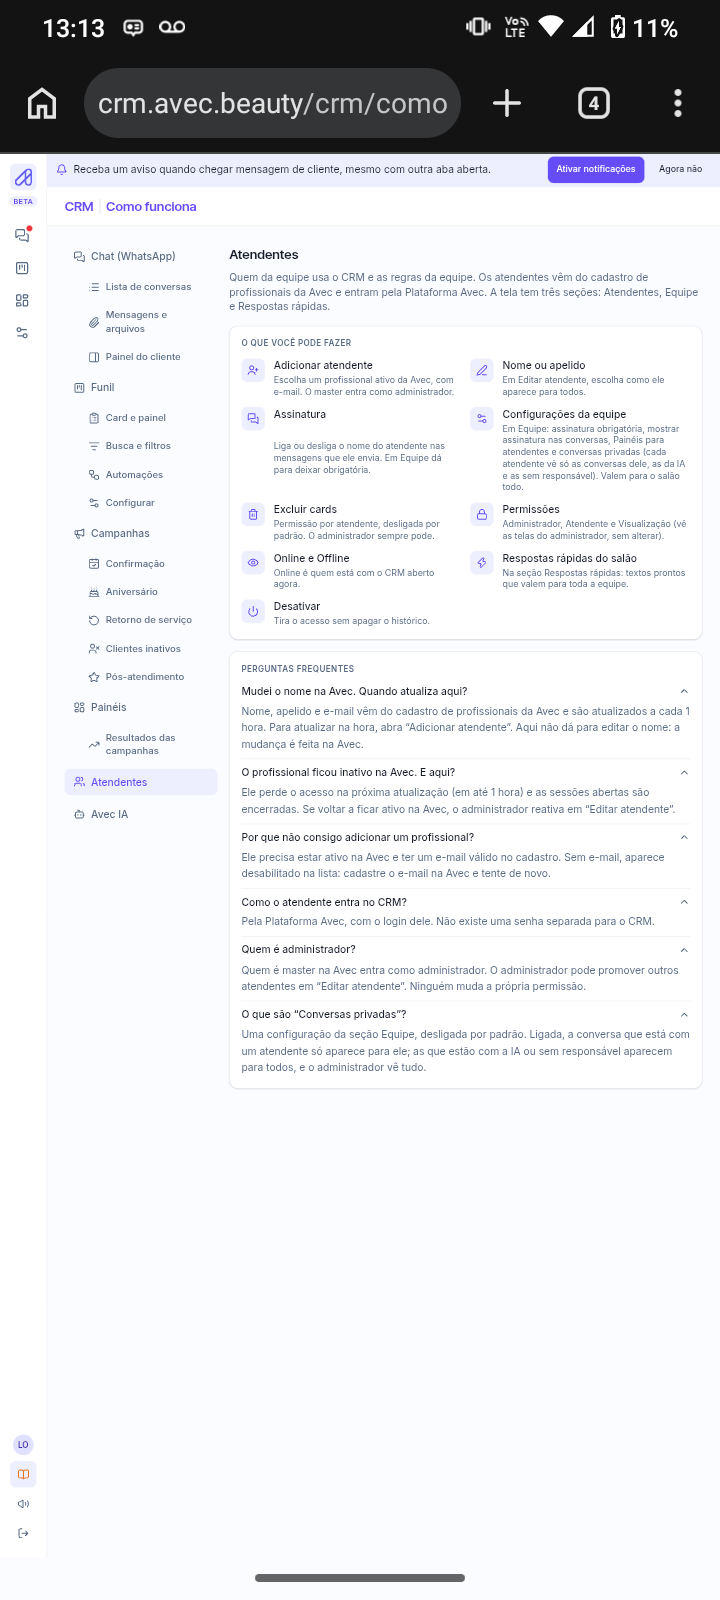 13:13
Vo
LTE
11%
crm.avec.beauty/crm/como
4
BETA
Receba um aviso quando chegar mensagem de cliente, mesmo com outra aba aberta.
Ativar notificações
Agora não
CRM
Como funciona
Chat (WhatsApp)
Lista de conversas
Mensagens e
arquivos
Painel do cliente
Funil
Card e painel
Busca e filtros
Automações
Configurar
Campanhas
Confirmação
Aniversário
Retorno de serviço
Clientes inativos
Pós-atendimento
Painéis
Resultados das
campanhas
Atendentes
Avec IA
Atendentes
Quem da equipe usa o CRM e as regras da equipe. Os atendentes vêm do cadastro de
profissionais da Avec e entram pela Plataforma Avec. A tela tem três seções: Atendentes, Equipe
e Respostas rápidas.
O QUE VOCÊ PODE FAZER
Adicionar atendente
Escolha um profissional ativo da Avec, com
e-mail. O master entra como administrador.
Nome ou apelido
Em Editar atendente, escolha como ele
aparece para todos.
Assinatura
Liga ou desliga o nome do atendente nas
mensagens que ele envia. Em Equipe dá
para deixar obrigatória.
Configurações da equipe
Em Equipe: assinatura obrigatória, mostrar
assinatura nas conversas, Painéis para
atendentes e conversas privadas (cada
atendente vê só as conversas dele, as da IA
e as sem responsável). Valem para o salão
todo.
Excluir cards
Permissão por atendente, desligada por
padrão. O administrador sempre pode.
Permissões
Administrador, Atendente e Visualização (vê
as telas do administrador, sem alterar).
Online e Offline
Online é quem está com o CRM aberto
agora.
Respostas rápidas do salão
Na seção Respostas rápidas: textos prontos
que valem para toda a equipe.
Desativar
Tira o acesso sem apagar o histórico.
PERGUNTAS FREQUENTES
Mudei o nome na Avec. Quando atualiza aqui?
Nome, apelido e e-mail vêm do cadastro de profissionais da Avec e são atualizados a cada 1
hora. Para atualizar na hora, abra “Adicionar atendente”. Aqui não dá para editar o nome: a
mudança é feita na Avec.
O profissional ficou inativo na Avec. E aqui?
Ele perde o acesso na próxima atualização (em até 1 hora) e as sessões abertas são
encerradas. Se voltar a ficar ativo na Avec, o administrador reativa em “Editar atendente”.
Por que não consigo adicionar um profissional?
Ele precisa estar ativo na Avec e ter um e-mail válido no cadastro. Sem e-mail, aparece
desabilitado na lista: cadastre o e-mail na Avec e tente de novo.
Como o atendente entra no CRM?
Pela Plataforma Avec, com o login dele. Não existe uma senha separada para o CRM.
Quem é administrador?
Quem é master na Avec entra como administrador. O administrador pode promover outros
atendentes em “Editar atendente”. Ninguém muda a própria permissão.
O que são “Conversas privadas”?
Uma configuração da seção Equipe, desligada por padrão. Ligada, a conversa que está com
um atendente só aparece para ele; as que estão com a IA ou sem responsável aparecem
para todos, e o administrador vê tudo.
LO